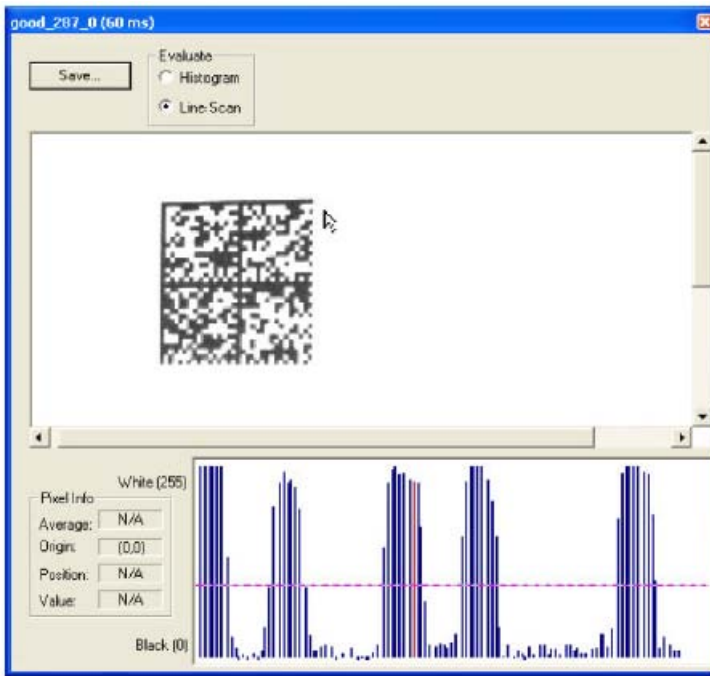 good_287_0 (60 ms)
Save...
Evaluate
Histogram
Line Scan
White (255)
Pixel Info
Average: N/A
Origin: (0,0)
Position: N/A
Value: N/A
Black (0)